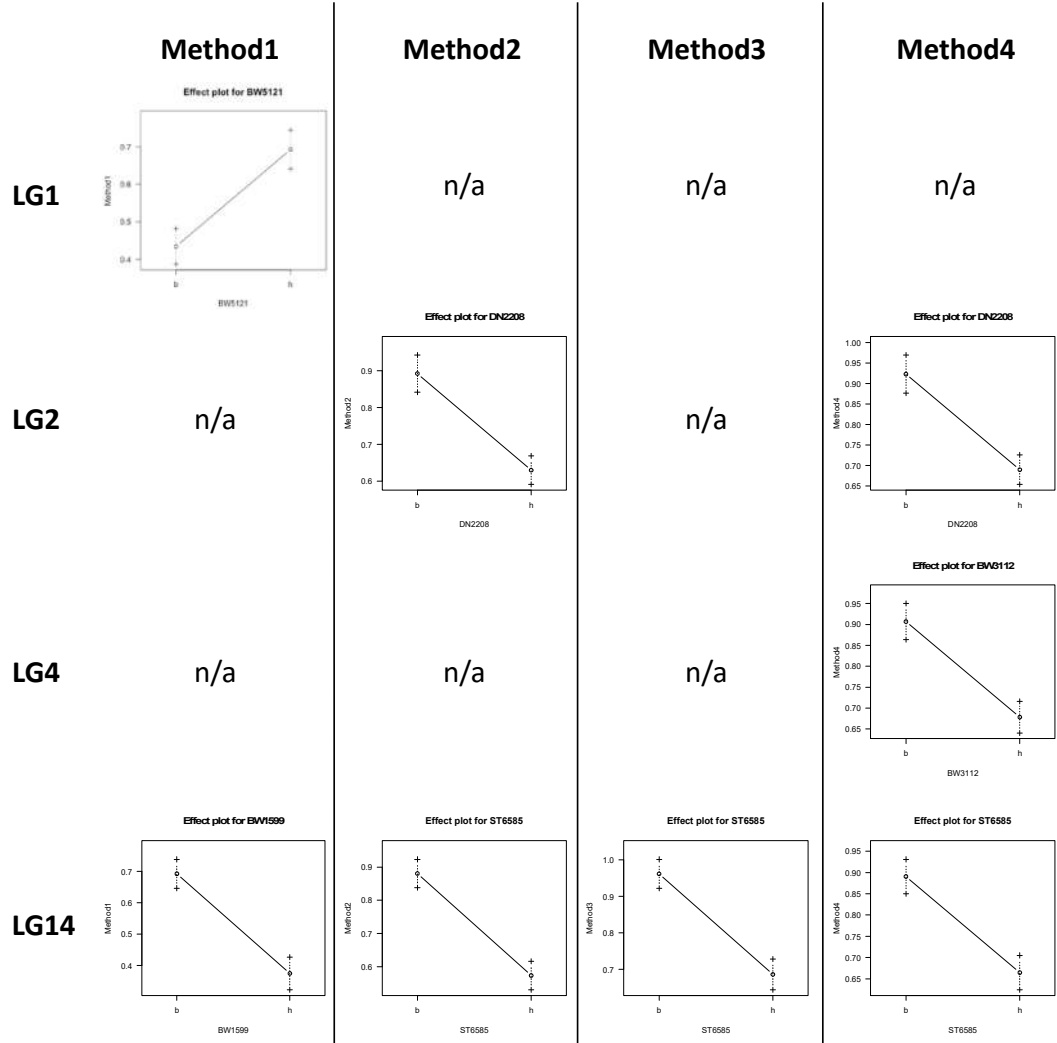 Method1 Method2 Method3 Method4
LG1
Effect plot for BW5121
Method1
0.7
0.6
0.5
0.4
b h
BW5121
n/a
n/a
n/a
LG2
n/a
Effect plot for DN2208
Method2
0.9
0.8
0.7
0.6
b h
DN2208
n/a
Effect plot for DN2208
Method4
1.00
0.95
0.90
0.85
0.80
0.75
0.70
0.65
b h
DN2208
LG4
n/a
n/a
n/a
Effect plot for BW3112
Method4
0.95
0.90
0.85
0.80
0.75
0.70
0.65
b h
BW3112
LG14
Effect plot for BW1599
Method1
0.7
0.6
0.5
0.4
b h
BW1599
Effect plot for ST6585
Method2
0.9
0.8
0.7
0.6
b h
ST6585
Effect plot for ST6585
Method3
1.0
0.9
0.8
0.7
b h
ST6585
Effect plot for ST6585
Method4
0.95
0.90
0.85
0.80
0.75
0.70
0.65
b h
ST6585